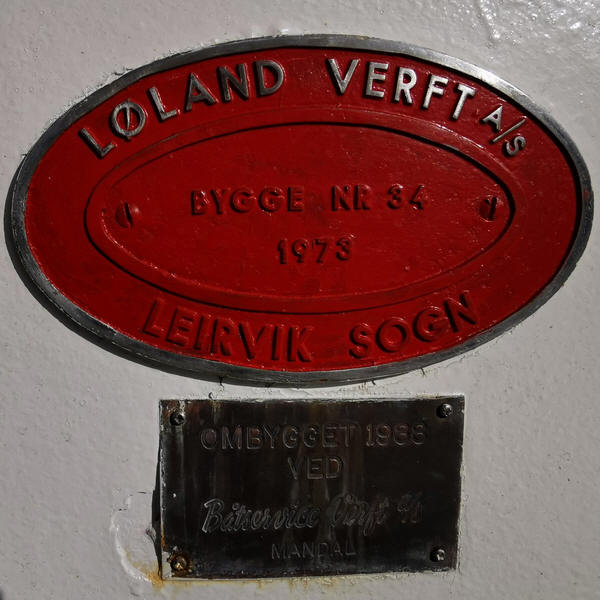 LØLAND VERFT A/S
BYGGE NR 34
1973
LEIRVIK SOGN
OMBYGGET 1986
VED
Båtservice Verft a/s
MANDAL